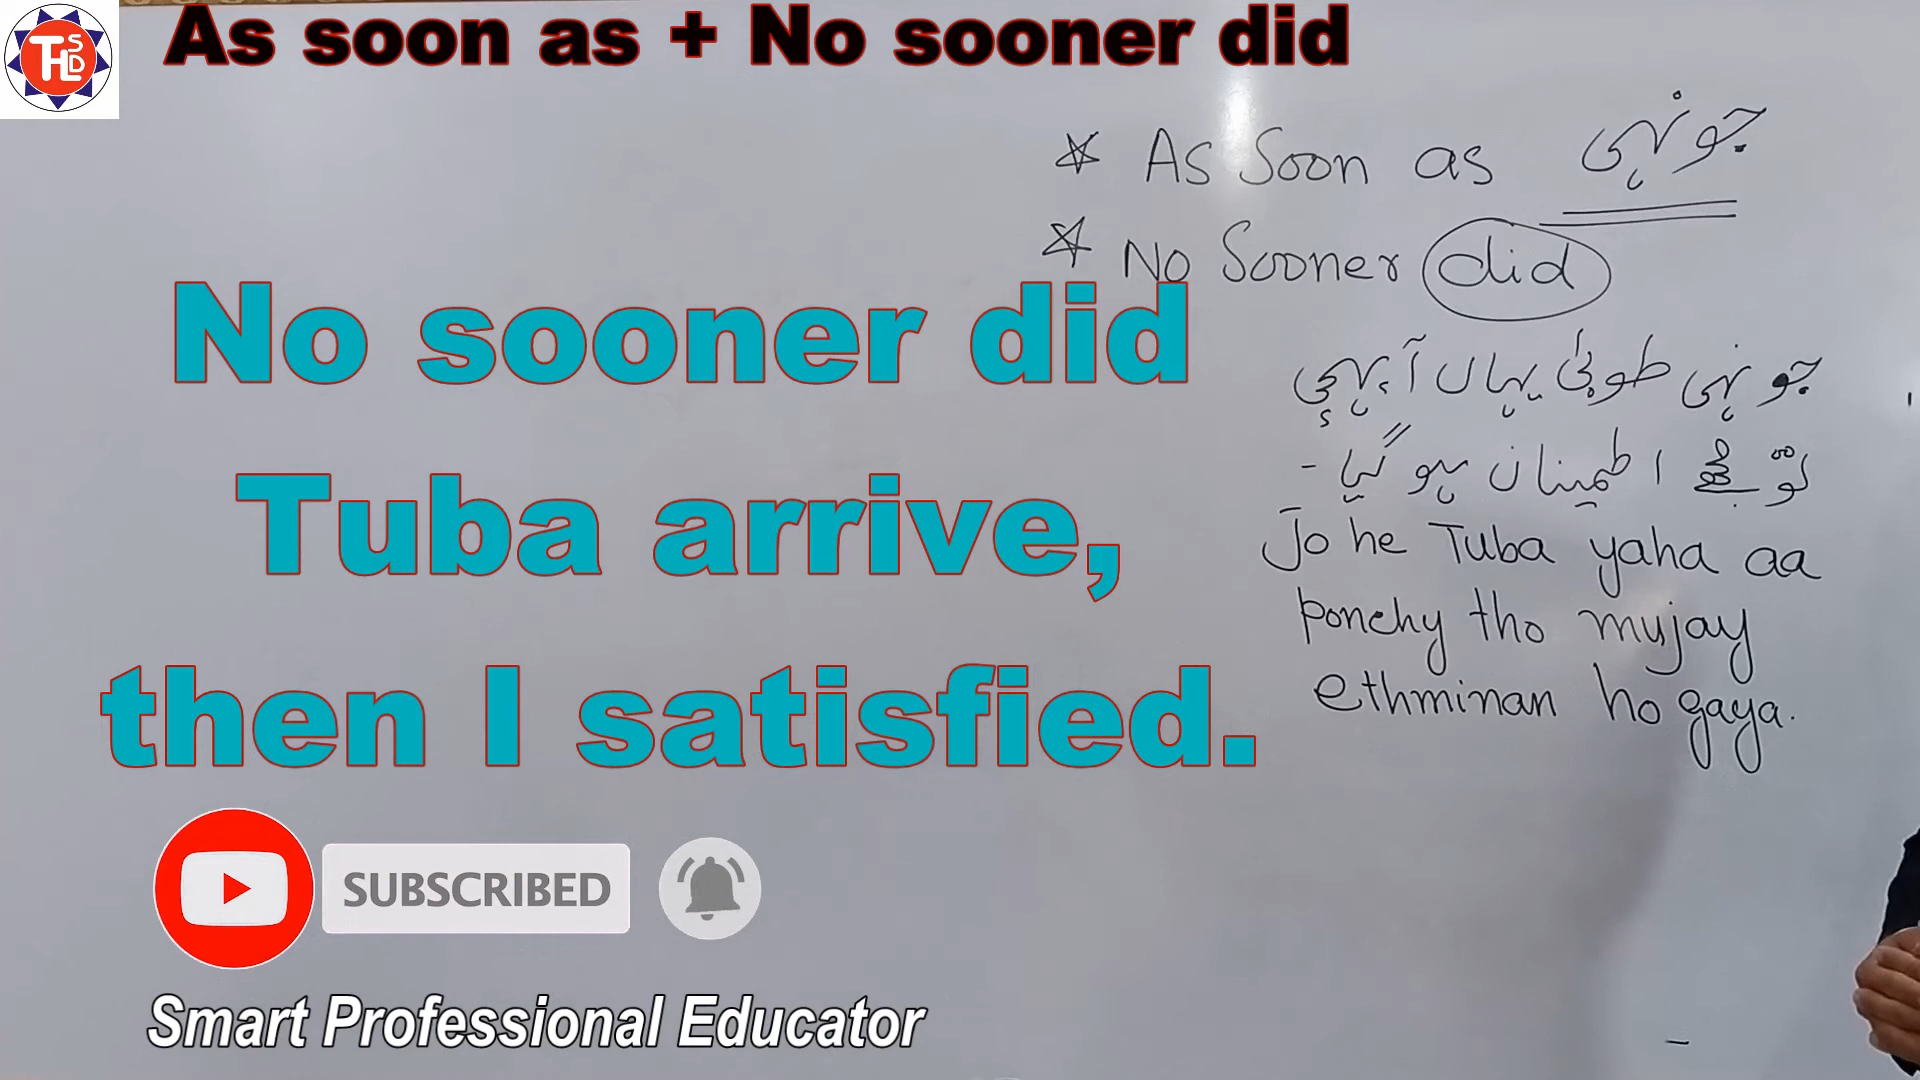 As soon as + No sooner did
THSLD
* As Soon as جونہی
* No Sooner did
No sooner did
Tuba arrive,
then I satisfied.
جونہی طوبیٰ یہاں آ پہنچی
تو مجھے اطمینان ہو گیا -
Jo he Tuba yaha aa
ponchy tho mujay
ethminan ho gaya.
SUBSCRIBED
Smart Professional Educator